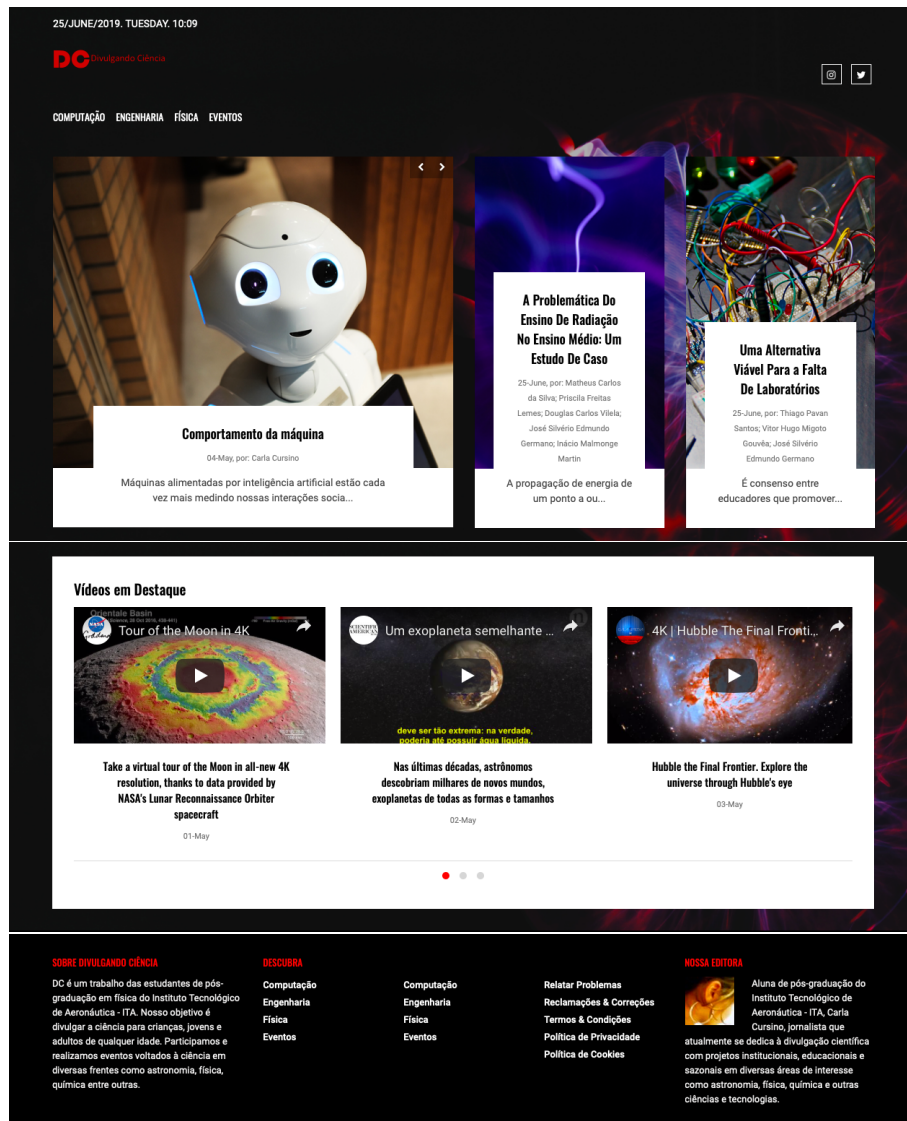 25/JUNE/2019. TUESDAY. 10:09
DC Divulgando Ciência
COMPUTAÇÃO ENGENHARIA FÍSICA EVENTOS
Comportamento da máquina
04-May, por: Carla Cursino
Máquinas alimentadas por inteligência artificial estão cada
vez mais medindo nossas interações socia...
A Problemática Do
Ensino De Radiação
No Ensino Médio: Um
Estudo De Caso
25-June, por: Matheus Carlos
da Silva; Priscila Freitas
Lemes; Douglas Carlos Vilela;
José Silvério Edmundo
Germano; Inácio Malmonge
Martin
A propagação de energia de
um ponto a ou...
Uma Alternativa
Viável Para a Falta
De Laboratórios
25-June, por: Thiago Pavan
Santos; Vitor Hugo Migoto
Gouvêa; José Silvério
Edmundo Germano
É consenso entre
educadores que promover...
Vídeos em Destaque
Orientale Basin
Science, 28 Oct 2016, 438-441)
NASA
Goddard
Tour of the Moon in 4K
SCIENTIFIC
AMERICAN
Um exoplaneta semelhante ...
deve ser tão extrema: na verdade,
poderia até possuir água líquida.
4K | Hubble The Final Fronti...
Take a virtual tour of the Moon in all-new 4K
resolution, thanks to data provided by
NASA's Lunar Reconnaissance Orbiter
spacecraft
01-May
Nas últimas décadas, astrônomos
descobriam milhares de novos mundos,
exoplanetas de todas as formas e tamanhos
02-May
Hubble the Final Frontier. Explore the
universe through Hubble's eye
03-May
SOBRE DIVULGANDO CIÊNCIA
DC é um trabalho das estudantes de pós-
graduação em física do Instituto Tecnológico
de Aeronáutica - ITA. Nosso objetivo é
divulgar a ciência para crianças, jovens e
adultos de qualquer idade. Participamos e
realizamos eventos voltados à ciência em
diversas frentes como astronomia, física,
química entre outras.
DESCUBRA
Computação
Engenharia
Física
Eventos
Computação
Engenharia
Física
Eventos
Relatar Problemas
Reclamações & Correções
Termos & Condições
Política de Privacidade
Política de Cookies
NOSSA EDITORA
Aluna de pós-graduação do
Instituto Tecnológico de
Aeronáutica - ITA, Carla
Cursino, jornalista que
atualmente se dedica à divulgação científica
com projetos institucionais, educacionais e
sazonais em diversas áreas de interesse
como astronomia, física, química e outras
ciências e tecnologias.